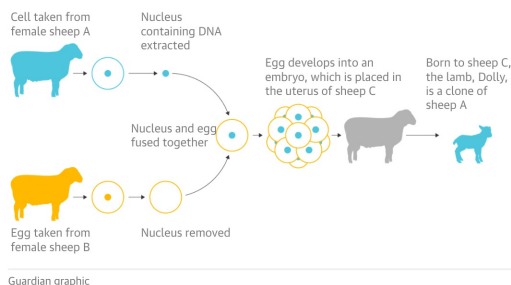 Cell taken from
female sheep A
Nucleus
containing DNA
extracted
Egg develops into an
embryo, which is placed in
the uterus of sheep C
Born to sheep C,
the lamb, Dolly,
is a clone of
sheep A
Nucleus and egg
fused together
Egg taken from
female sheep B
Nucleus removed
Guardian graphic